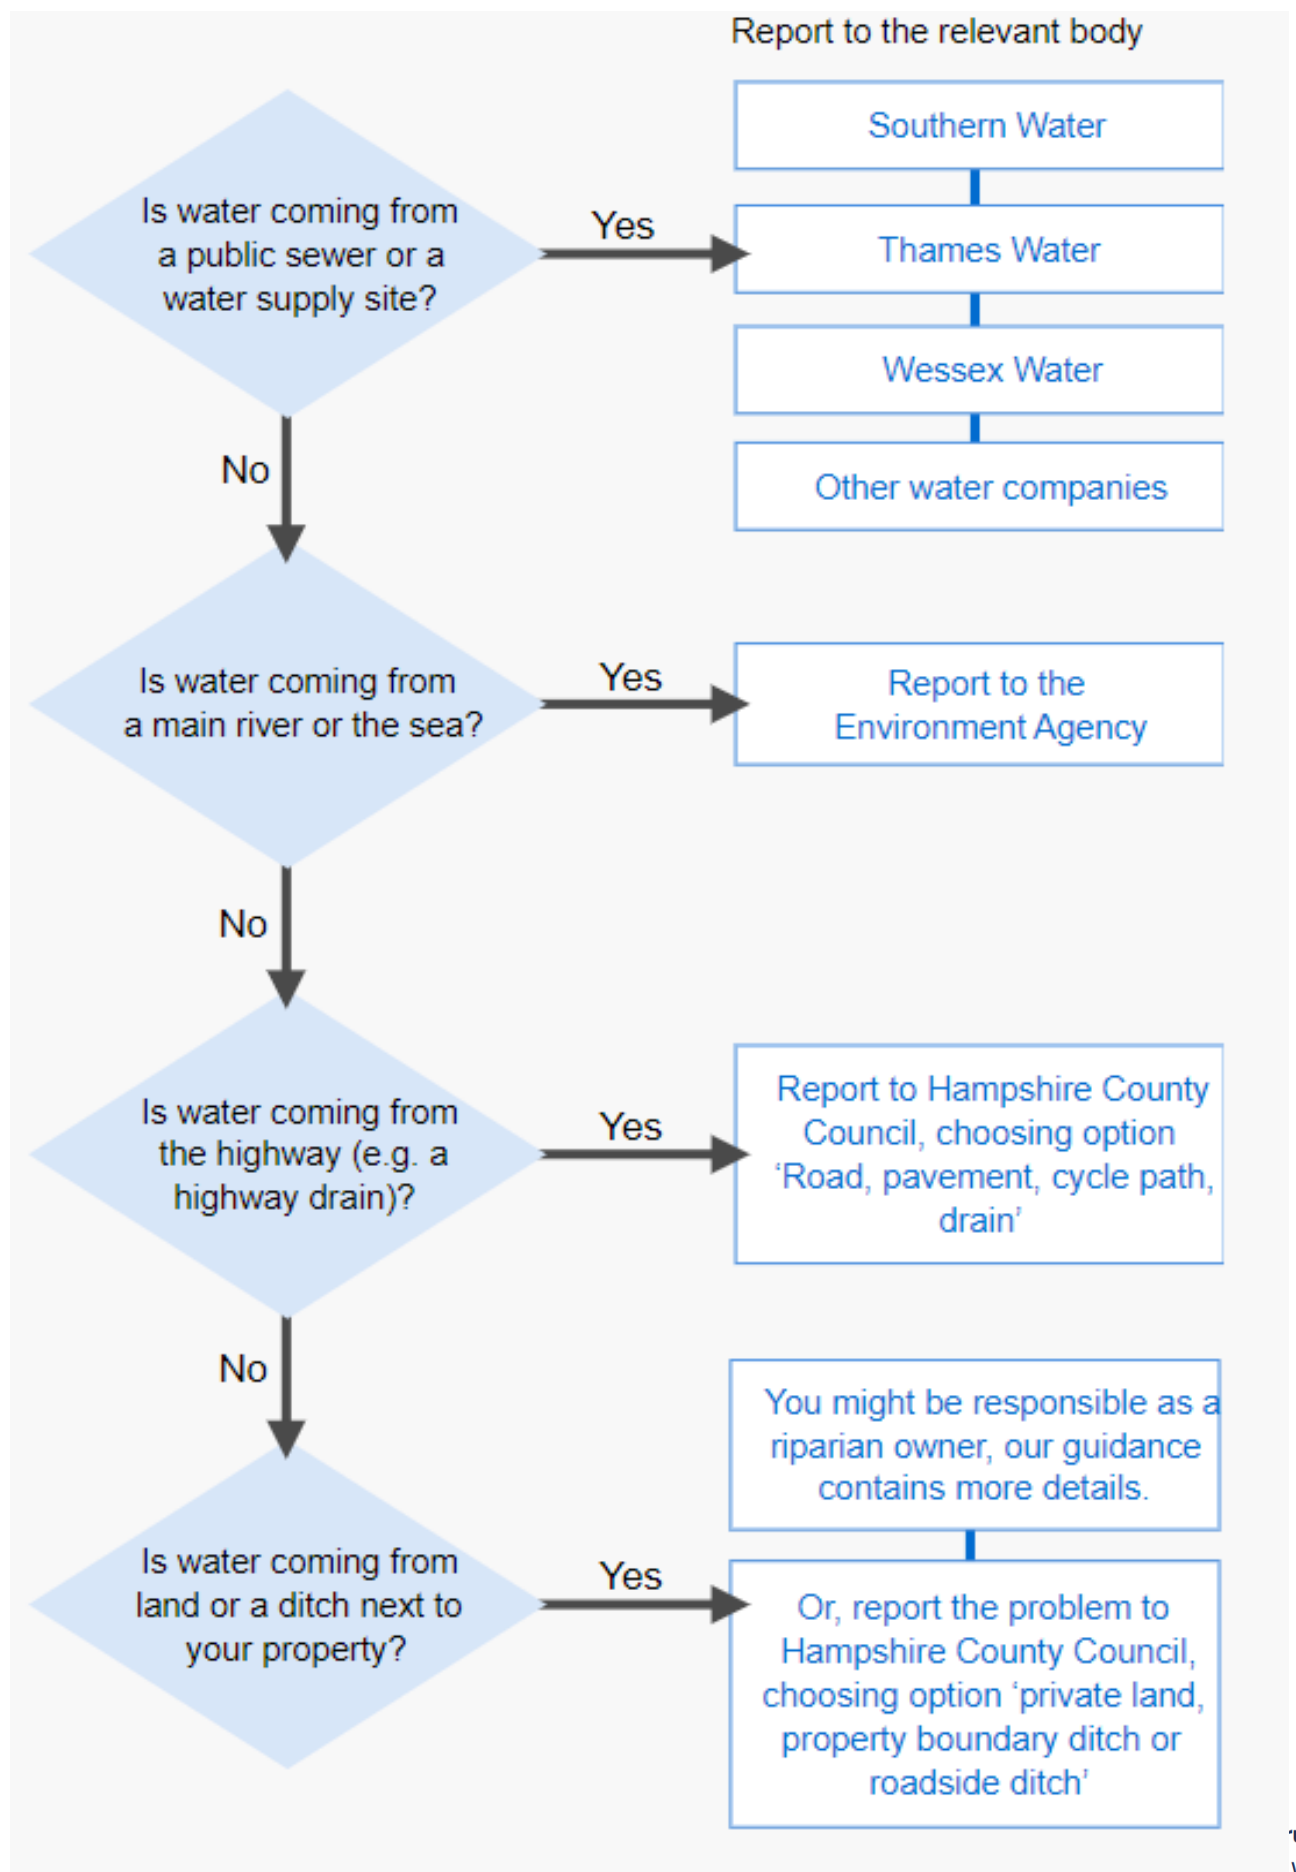 Report to the relevant body
Is water coming from
a public sewer or a
water supply site?
Yes
Southern Water
Thames Water
Wessex Water
Other water companies
No
Is water coming from
a main river or the sea?
Yes
Report to the
Environment Agency
No
Is water coming from
the highway (e.g. a
highway drain)?
Yes
Report to Hampshire County
Council, choosing option
‘Road, pavement, cycle path,
drain’
No
Is water coming from
land or a ditch next to
your property?
Yes
You might be responsible as a
riparian owner, our guidance
contains more details.
Or, report the problem to
Hampshire County Council,
choosing option ‘private land,
property boundary ditch or
roadside ditch’